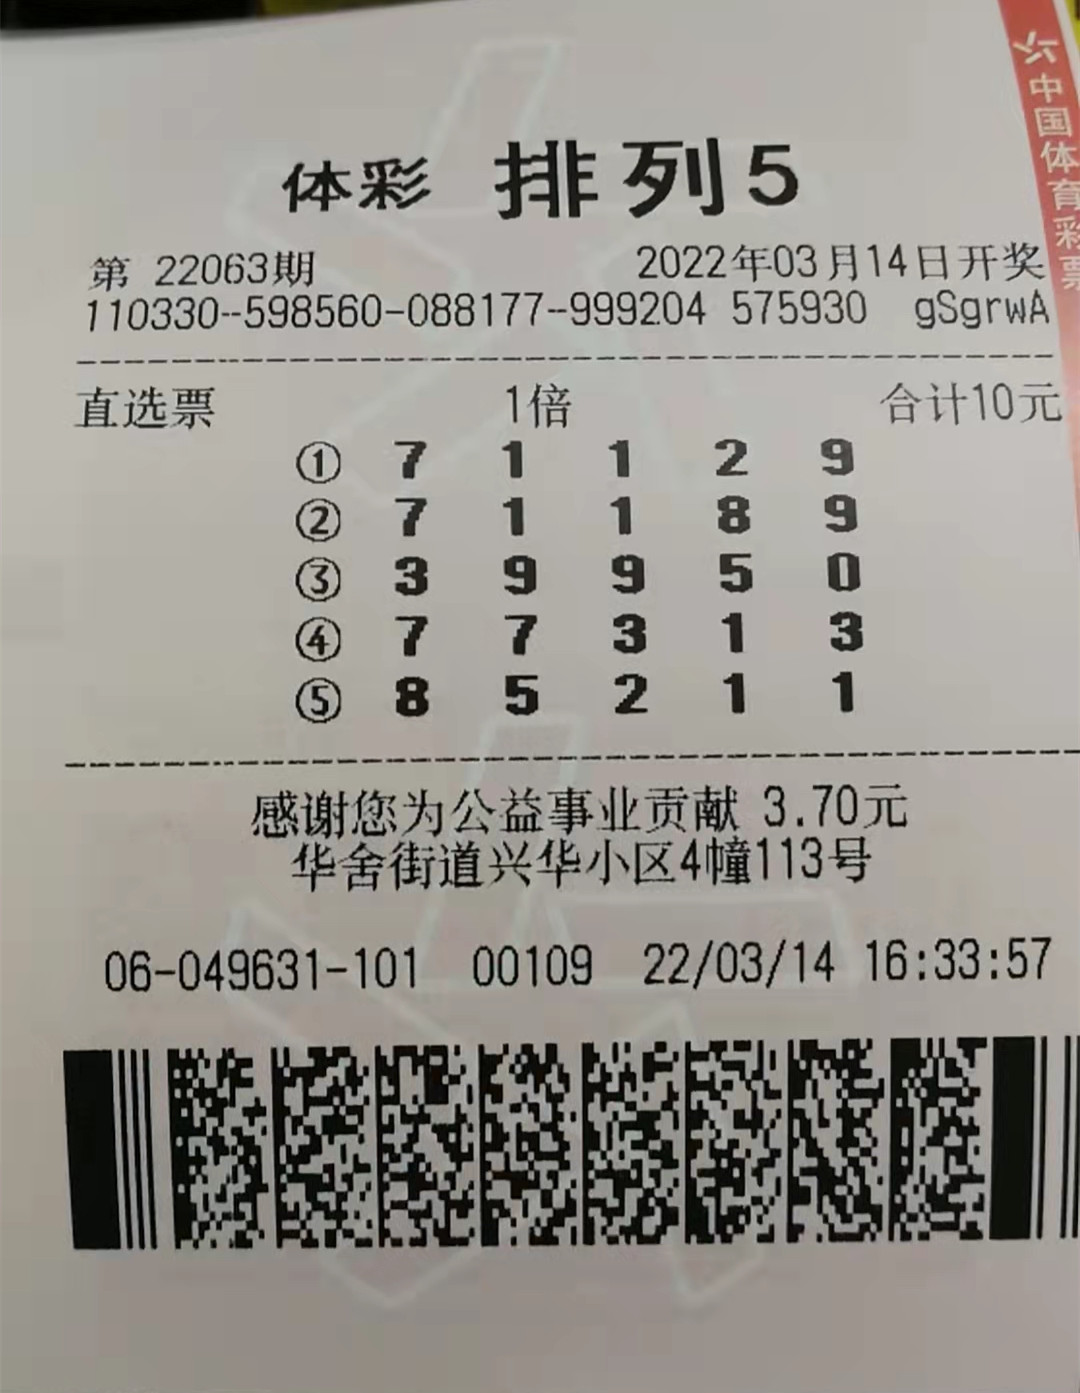 中国体育彩票
体彩 排列5
第 22063期 2022年03月14日开奖
110330--598560-088177--999204 575930 gSgrwA
直选票 1倍 合计10元
① 7 1 1 2 9
② 7 1 1 8 9
③ 3 9 9 5 0
④ 7 7 3 1 3
⑤ 8 5 2 1 1
感谢您为公益事业贡献 3.70元
华舍街道兴华小区4幢113号
06-049631-101 00109 22/03/14 16:33:57